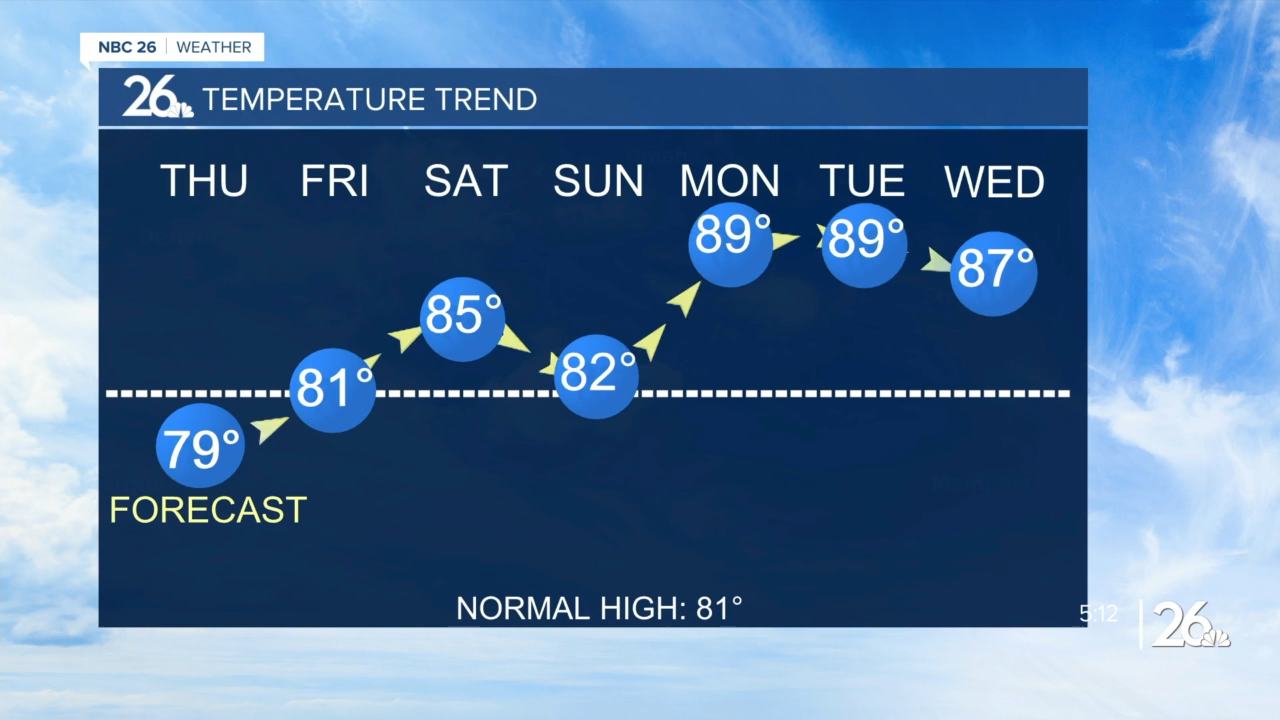 NBC 26 | WEATHER
26 TEMPERATURE TREND
THU FRI SAT SUN MON TUE WED
79° 81° 85° 82° 89° 89° 87°
FORECAST
NORMAL HIGH: 81°
5:12 | 26